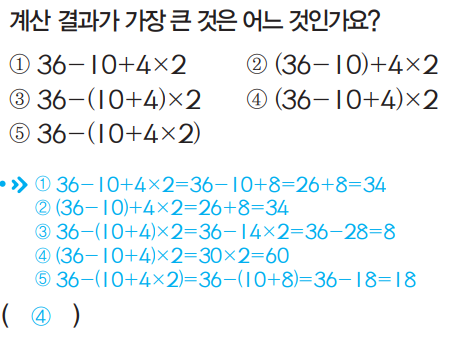 계산 결과가 가장 큰 것은 어느 것인가요?
① 36-10+4×2 ② (36-10)+4×2
③ 36-(10+4)×2 ④ (36-10+4)×2
⑤ 36-(10+4×2)
① 36-10+4×2=36-10+8=26+8=34
② (36-10)+4×2=26+8=34
③ 36-(10+4)×2=36-14×2=36-28=8
④ (36-10+4)×2=30×2=60
⑤ 36-(10+4×2)=36-(10+8)=36-18=18
( ④ )